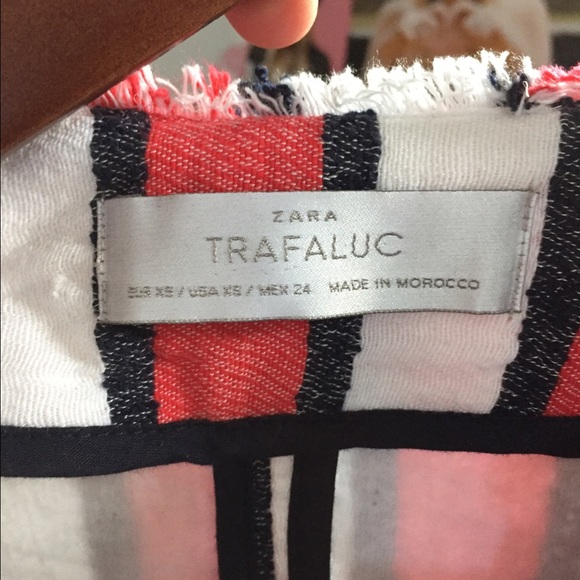 ZARA
TRAFALUC
EUR XS / USA XS / MEX 24 MADE IN MOROCCO